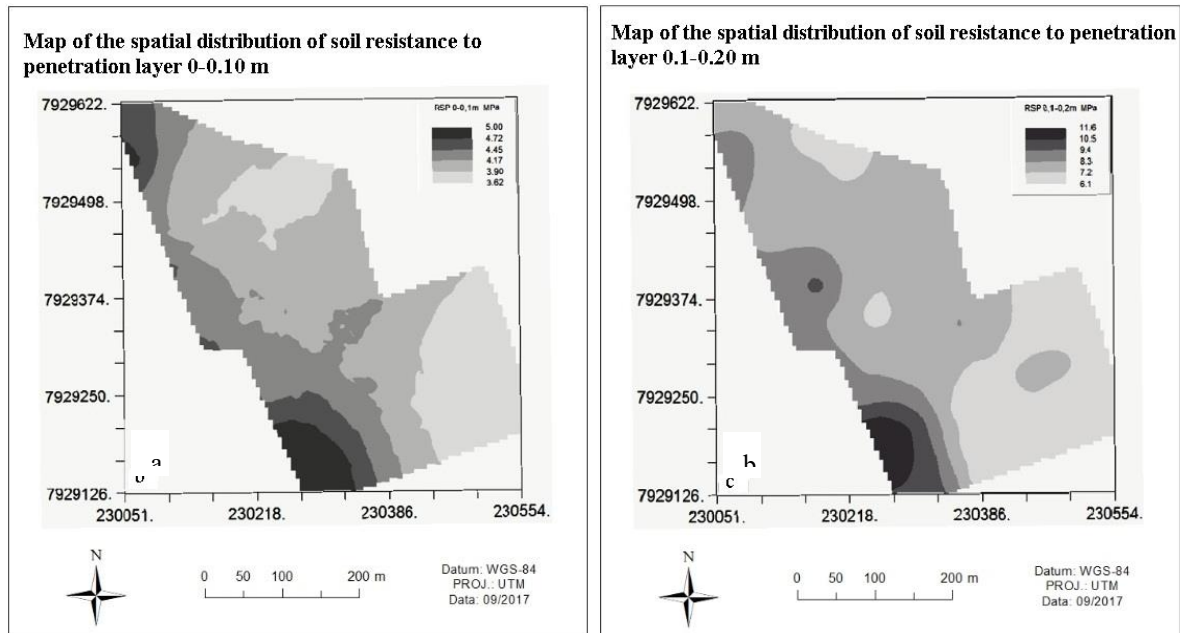 Map of the spatial distribution of soil resistance to
penetration layer 0-0.10 m
RSP 0-0,1m MPa
5.00
4.72
4.45
4.17
3.90
3.62
7929622.
7929498.
7929374.
7929250.
7929126.
a
230051.
230218.
230386.
230554.
N
0 50 100 200 m
Datum: WGS-84
PROJ.: UTM
Data: 09/2017
Map of the spatial distribution of soil resistance to penetration
layer 0.1-0.20 m
RSP 0,1-0,2m MPa
11.6
10.5
9.4
8.3
7.2
6.1
7929622.
7929498.
7929374.
7929250.
7929126.
b
c
230051.
230218.
230386.
230554.
N
0 50 100 200 m
Datum: WGS-84
PROJ.: UTM
Data: 09/2017